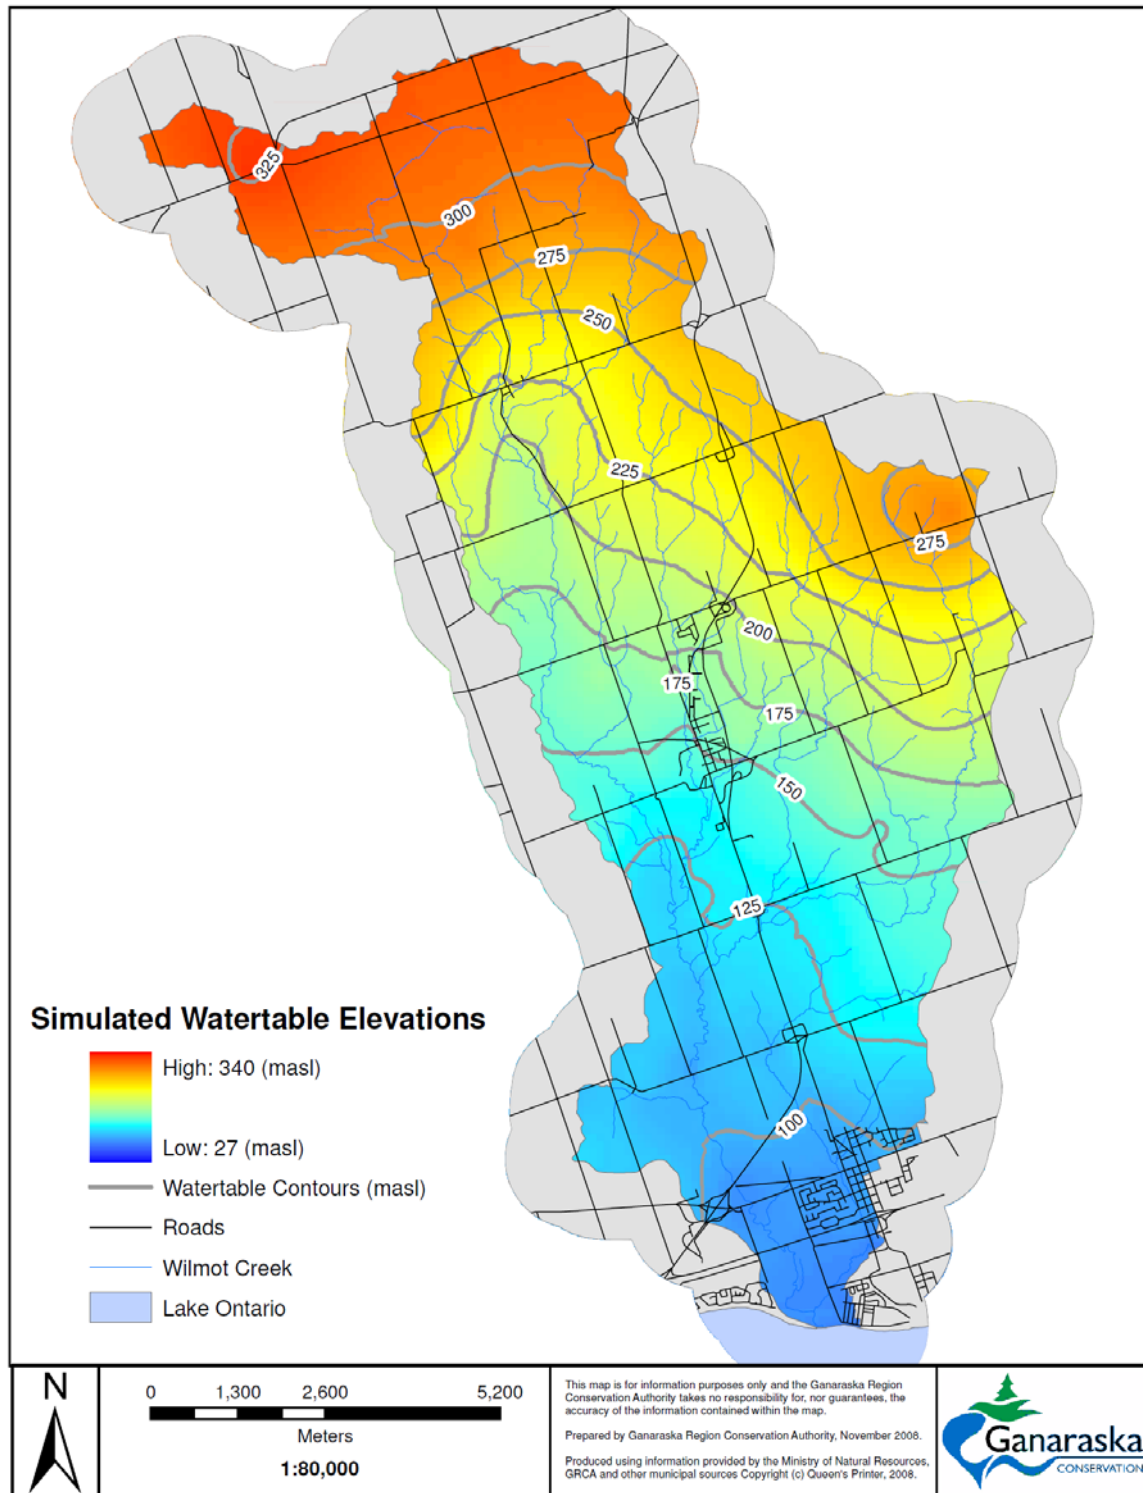 325
300
275
250
225
275
200
175
175
150
125
100
Simulated Watertable Elevations
High: 340 (masl)
Low: 27 (masl)
Watertable Contours (masl)
Roads
Wilmot Creek
Lake Ontario
N
0 1,300 2,600 5,200
Meters
1:80,000
This map is for information purposes only and the Ganaraska Region
Conservation Authority takes no responsibility for, nor guarantees, the
accuracy of the information contained within the map.
Prepared by Ganaraska Region Conservation Authority, November 2008.
Produced using information provided by the Ministry of Natural Resources,
GRCA and other municipal sources Copyright (c) Queen's Printer, 2008.
Ganaraska
CONSERVATION